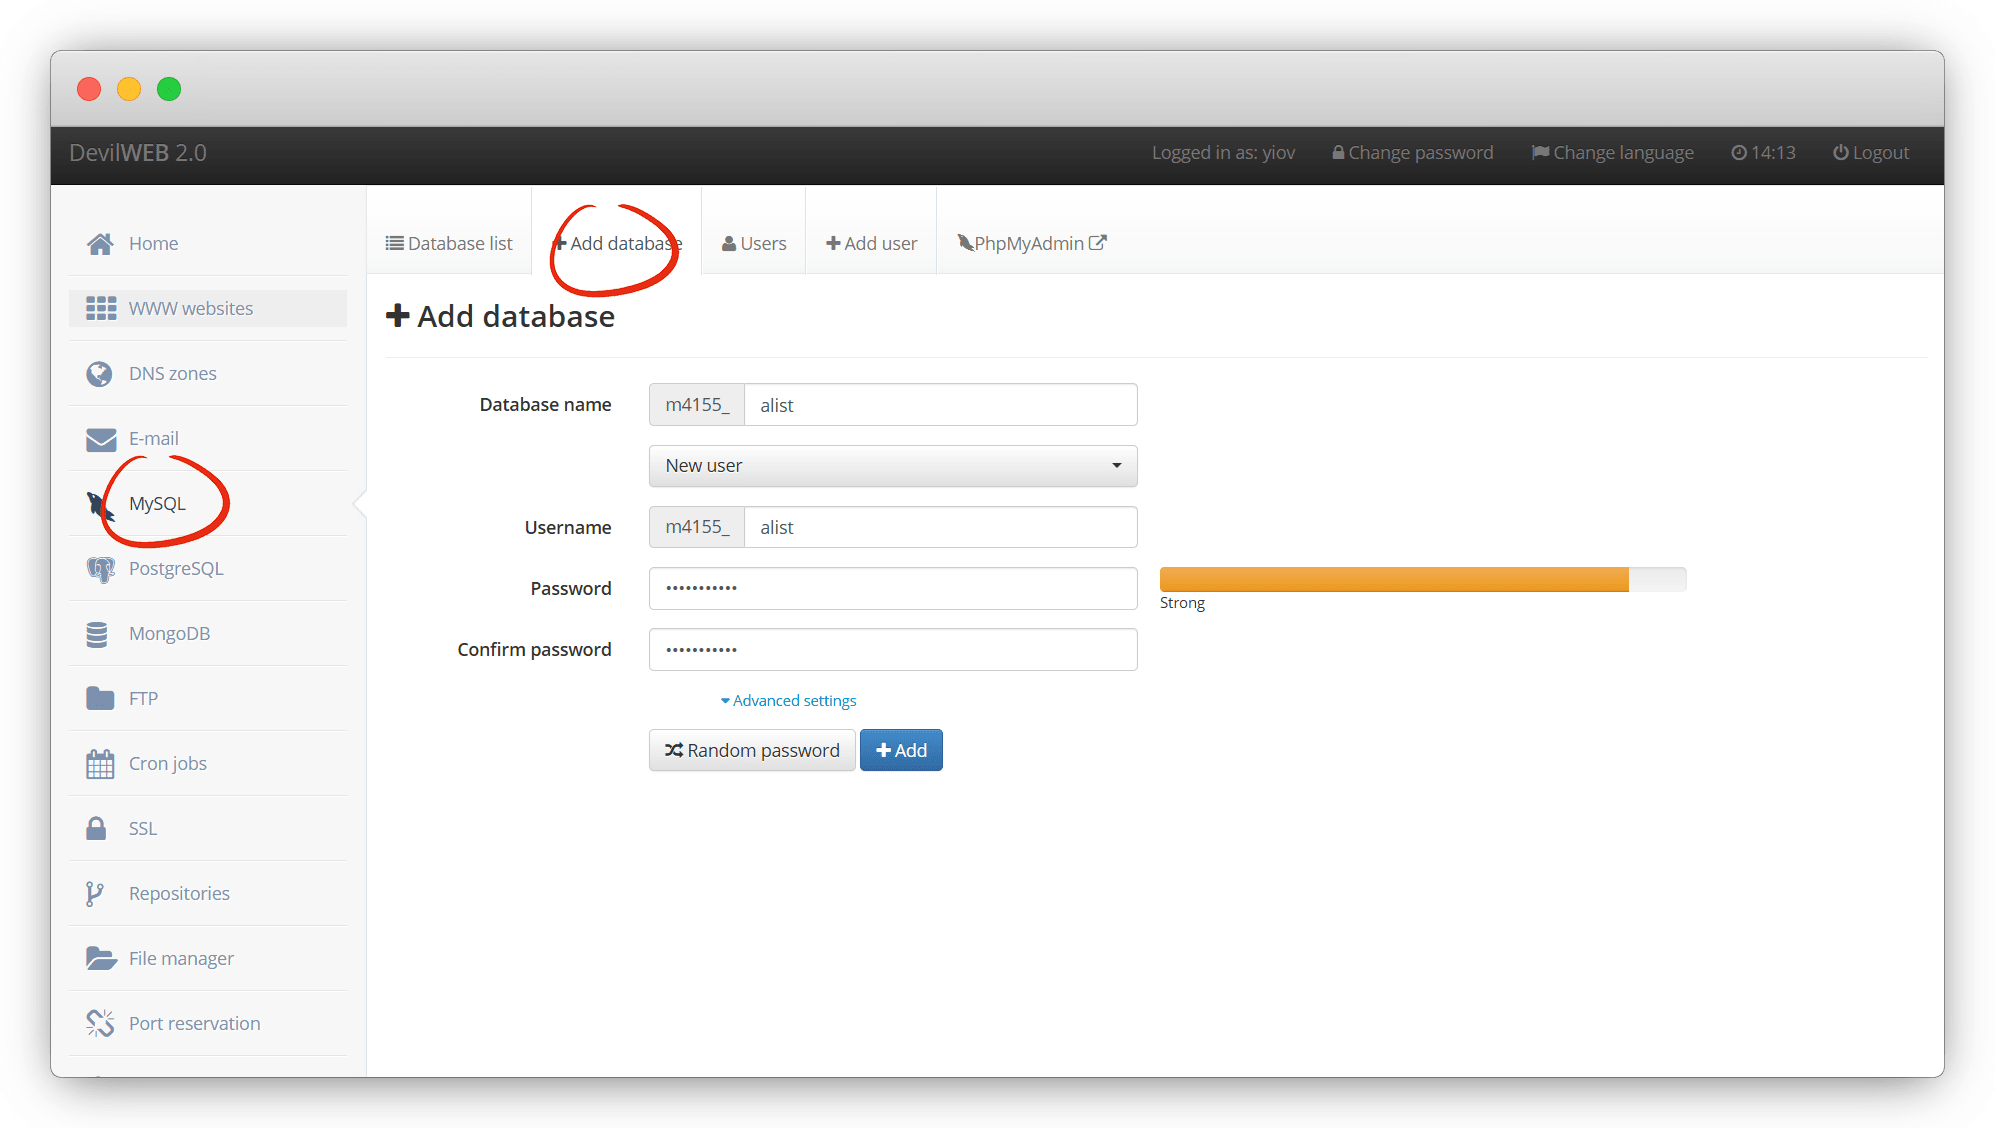 DevilWEB 2.0
Logged in as: yiov
Change password
Change language
14:13
Logout
Home
WWW websites
DNS zones
E-mail
MySQL
PostgreSQL
MongoDB
FTP
Cron jobs
SSL
Repositories
File manager
Port reservation
Database list
Add database
Users
Add user
PhpMyAdmin
Add database
Database name
m4155_
alist
New user
Username
m4155_
alist
Password
•••••••••••
Strong
Confirm password
•••••••••••
Advanced settings
Random password
Add